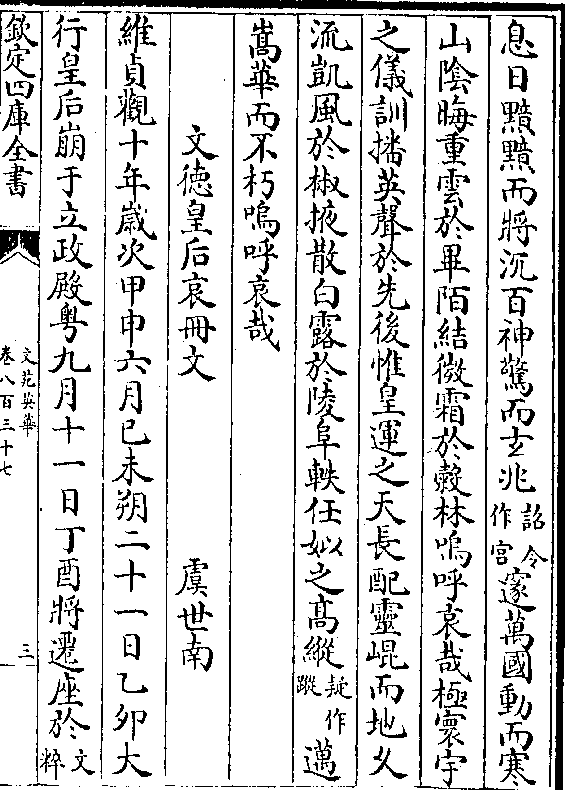 息日黯黯而將沉百神驚而玄兆詔令作宫邃萬國動而寒
山陰晦重雲於畢陌結微霜於穀林嗚呼哀哉極寰宇
之儀訓播英聲於先後惟皇運之天長配靈崐而地久
流凱風於椒掖散白露於陵阜軼任姒之高縱疑作蹤邁
嵩華而不朽嗚呼哀哉
文德皇后哀冊文　虞世南
維貞觀十年歳次甲申六月已未朔二十一日乙卯大
行皇后崩于立政殿粤九月十一日丁酉將遷座於文粹
欽定四庫全書
文苑英華
卷八百三十七
三